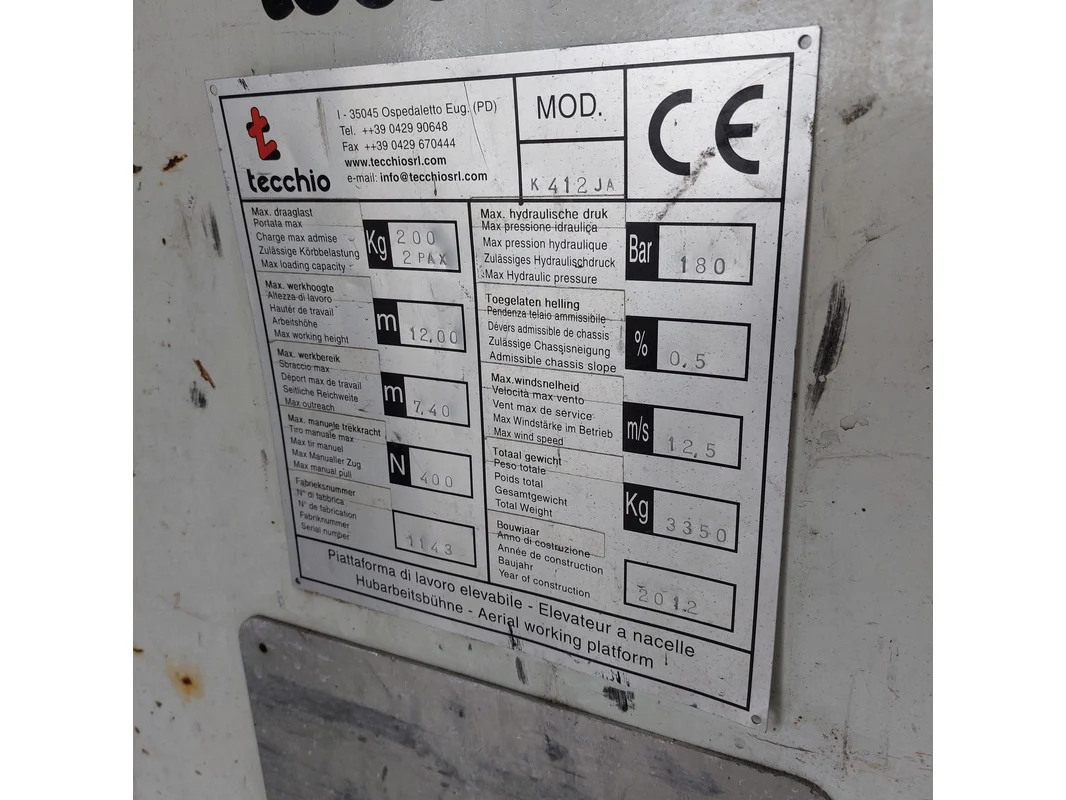 tecchio
I - 35045 Ospedaletto Eug. (PD)
Tel. ++39 0429 90648
Fax ++39 0429 670444
www.tecchiosrl.com
e-mail: info@tecchiosrl.com
MOD.
K 412 JA
CE
Max. draaglast
Portata max
Charge max admise
Zulässige Körbbelastung
Max loading capacity
Kg
200
2 PAX
Max. werkhoogte
Altezza di lavoro
Hautér de travail
Arbeitshöhe
Max working height
m
12,00
Max. werkbereik
Sbraccio max
Déport max de travail
Seitliche Reichweite
Max outreach
m
7,40
Max. manuele trekkracht
Tiro manuale max
Max tir manuel
Max Manualler Zug
Max manual pull
N
400
Fabrieksnummer
N° di fabbrica
N° de fabrication
Fabriknummer
Serial number
1143
Max. hydraulische druk
Max pressione idraulica
Max pression hydraulique
Zulässiges Hydraulischdruck
Max Hydraulic pressure
Bar
180
Toegelaten helling
Pendenza telaio ammissibile
Dévers admissible de chassis
Zulässige Chassisneigung
Admissible chassis slope
%
0,5
Max.windsnelheid
Velocità max vento
Vent max de service
Max Windstärke im Betrieb
Max wind speed
m/s
12,5
Totaal gewicht
Peso totale
Poids total
Gesamtgewicht
Total Weight
Kg
3350
Bouwjaar
Anno di costruzione
Année de construction
Baujahr
Year of construction
2012
Piattaforma di lavoro elevabile - Elevateur a nacelle
Hubarbeitsbühne - Aerial working platform